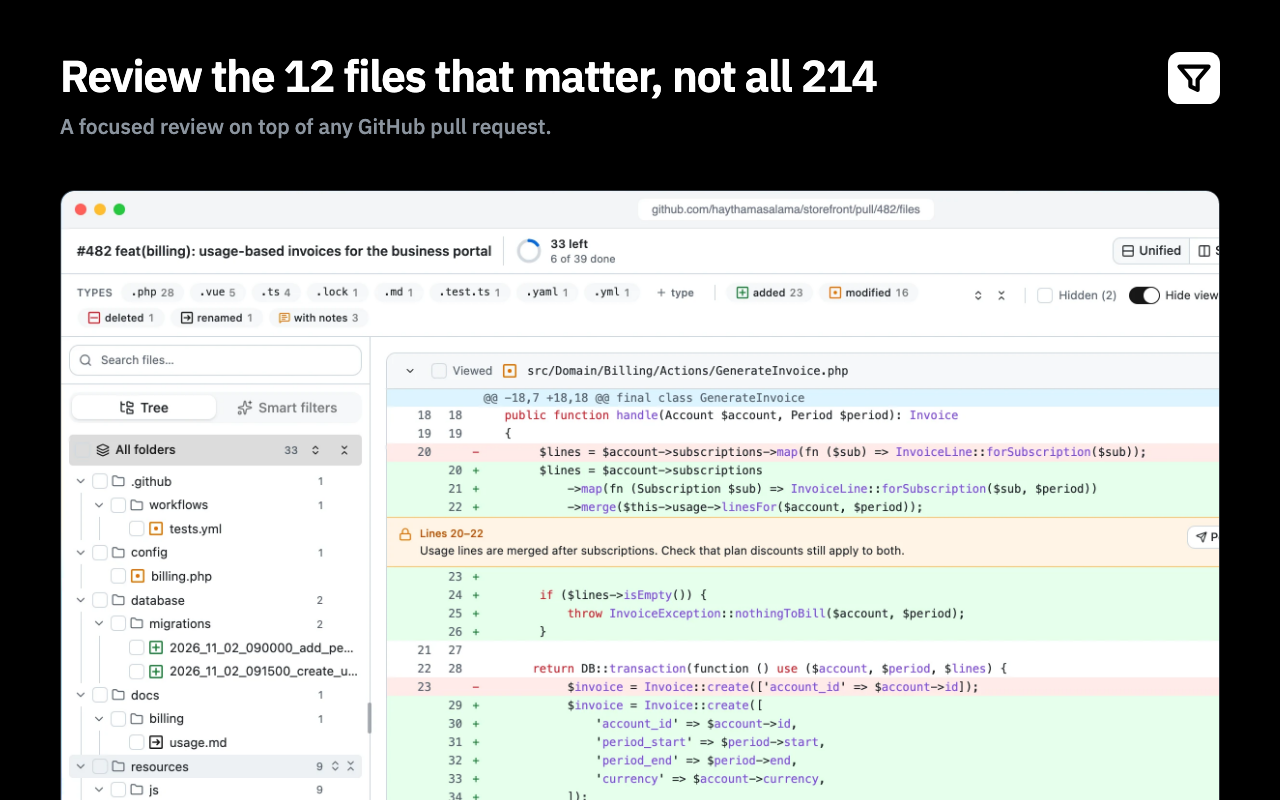 Review the 12 files that matter, not all 214
A focused review on top of any GitHub pull request.
github.com/haythamasalama/storefront/pull/482/files
#482 feat(billing): usage-based invoices for the business portal
33 left
6 of 39 done
Unified
TYPES .php 28 .vue 5 .ts 4 .lock 1 .md 1 .test.ts 1 .yaml 1 .yml 1 + type added 23 modified 16
deleted 1 renamed 1 with notes 3
Hidden (2) Hide view
Search files...
Tree Smart filters
All folders 33
.github 1
workflows 1
tests.yml
config 1
billing.php
database 2
migrations 2
2026_11_02_090000_add_pe...
2026_11_02_091500_create_u...
docs 1
billing 1
usage.md
resources 9
js 9
Viewed src/Domain/Billing/Actions/GenerateInvoice.php
@@ -18,7 +18,18 @@ final class GenerateInvoice
18 18 public function handle(Account $account, Period $period): Invoice
19 19 {
20 - $lines = $account->subscriptions->map(fn ($sub) => InvoiceLine::forSubscription($sub));
20 + $lines = $account->subscriptions
21 + ->map(fn (Subscription $sub) => InvoiceLine::forSubscription($sub, $period))
22 + ->merge($this->usage->linesFor($account, $period));
Lines 20–22
Usage lines are merged after subscriptions. Check that plan discounts still apply to both.
23 +
24 + if ($lines->isEmpty()) {
25 + throw InvoiceException::nothingToBill($account, $period);
26 + }
21 27
22 28 return DB::transaction(function () use ($account, $period, $lines) {
23 - $invoice = Invoice::create(['account_id' => $account->id]);
29 + $invoice = Invoice::create([
30 + 'account_id' => $account->id,
31 + 'period_start' => $period->start,
32 + 'period_end' => $period->end,
33 + 'currency' => $account->currency,
34 + ]);